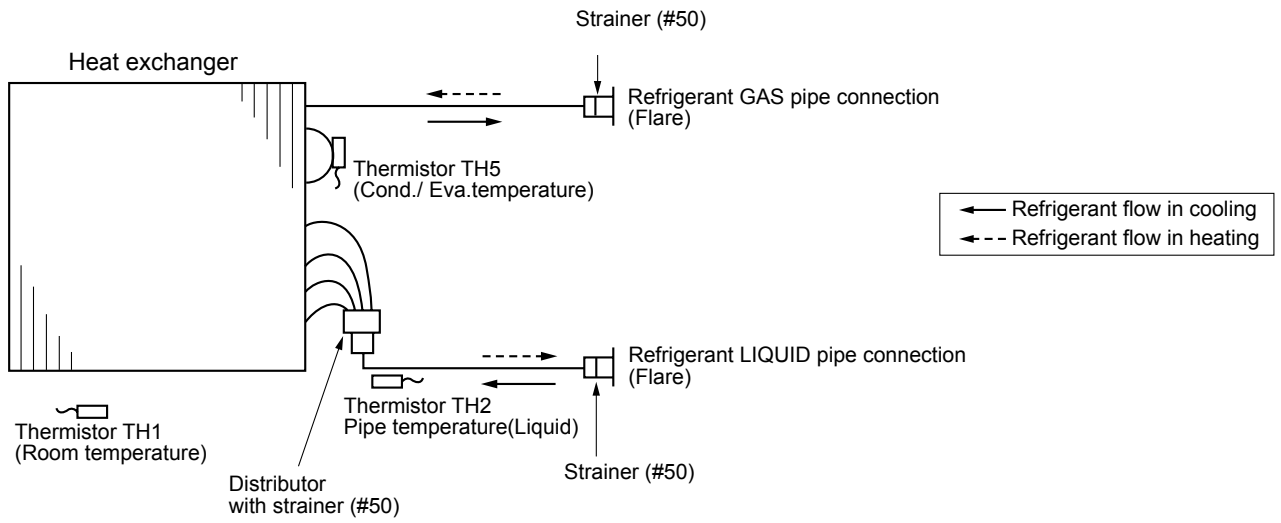 Strainer (#50)
Heat exchanger
Refrigerant GAS pipe connection
(Flare)
Thermistor TH5
(Cond./ Eva.temperature)
Refrigerant flow in cooling
Refrigerant flow in heating
Refrigerant LIQUID pipe connection
(Flare)
Thermistor TH2
Pipe temperature(Liquid)
Thermistor TH1
(Room temperature)
Strainer (#50)
Distributor
with strainer (#50)